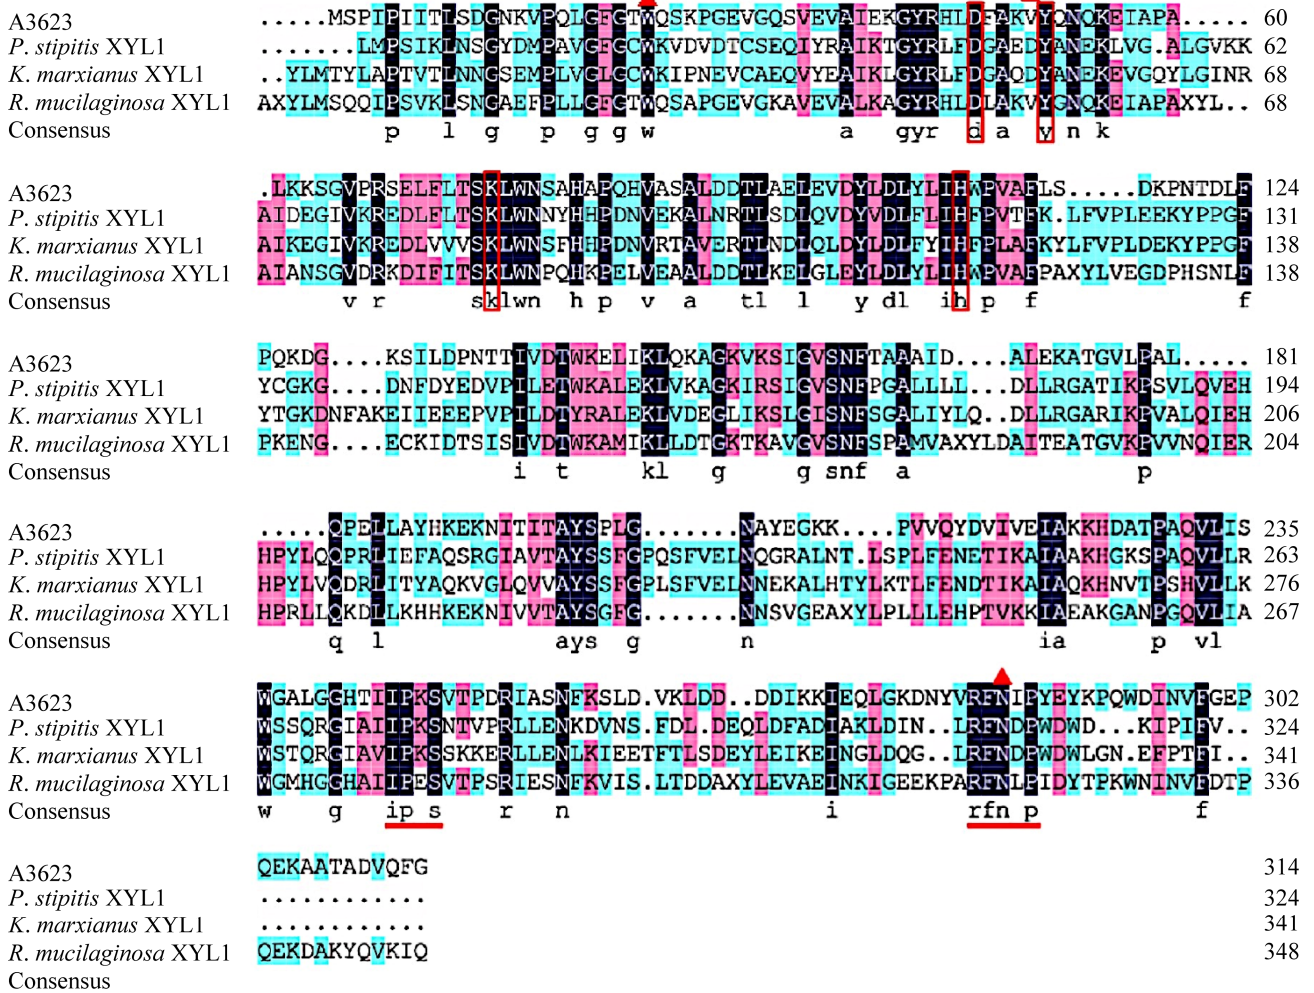 A3623 .....MSPIPIITLSDGNKVPQLGFGTWQSKPGEVGQSVEVAIEKGYRHLDFAKVYQNQKEIAPA..... 60
P. stipitis XYL1 .......LMPSIKLNSGYDMPAVGFGCWKVDVDTCSEQIYRAIKTGYRLFDGAEDYANEKLVG.ALGVKK 62
K. marxianus XYL1 ..YLMTYLAPTVTLNNGSEMPLVGLGCWKIPNEVCAEQVYEAIKLGYRLFDGAQDYANEKEVGQYLGINR 68
R. mucilaginosa XYL1 AXYLMSQQIPSVKLSNGAEFPLLGFGTWQSAPGEVGKAVEVALKAGYRHLDLAKVYGNQKEIAPAXYL.. 68
Consensus p l g p g g w a gyr d a y n k
A3623 .LKKSGVPRSELFLTSKLWNSAHAPQHVASALDDTLAELEVDYLDLYLIHWPVAFLS.....DKPNTDLF 124
P. stipitis XYL1 AIDEGIVKREDLFLTSKLWNNYHHPDNVEKALNRTLSDLQVDYVDLFLIHFPVTFK.LFVPLEEKYPPGF 131
K. marxianus XYL1 AIKEGIVKREDLVVVSKLWNSFHHPDNVRTAVERTLNDLQLDYLDLFYIHFPLAFKYLFVPLDEKYPPGF 138
R. mucilaginosa XYL1 AIANSGVDRKDIFITSKLWNPQHKPELVEAALDDTLKELGLEYLDLYLIHWPVAFPAXYLVEGDPHSNLF 138
Consensus v r sklwn h p v a tl l y dl ih p f f
A3623 PQKDG....KSILDPNTTIVDTWKELIKLQKAGKVKSIGVSNFTAAAID....ALEKATGVLPAL..... 181
P. stipitis XYL1 YCGKG....DNFDYEDVPILETWKALEKLVKAGKIRSIGVSNFPGALLLL...DLLRGATIKPSVLQVEH 194
K. marxianus XYL1 YTGKDNFAKEIIEEEPVPILDTYRALEKLVDEGLIKSLGISNFSGALIYLQ..DLLRGARIKPVALQIEH 206
R. mucilaginosa XYL1 PKENG....ECKIDTSISIVDTWKAMIKLLDTGKTKAVGVSNFSPAMVAXYLDAITEATGVKPVVNQIER 204
Consensus i t kl g g snf a p
A3623 .....QPELLAYHKEKNITITAYSPLG.......NAYEGKK....PVVQYDVIVEIAKKHDATPAQVLIS 235
P. stipitis XYL1 HPYLQQPRLIEFAQSRGIAVTAYSSFGPQSFVELNQGRALNT.LSPLFENETIKAIAAKHGKSPAQVLLR 263
K. marxianus XYL1 HPYLVQDRLITYAQKVGLQVVAYSSFGPLSFVELNNEKALHTYLKTLFENDTIKAIAQKHNVTPSHVLLK 276
R. mucilaginosa XYL1 HPRLLQKDLLKHHKEKNIVVTAYSGFG.......NNSVGEAXYLPLLLEHPTVKKIAEAKGANPGQVLIA 267
Consensus q l ays g n ia p vl
A3623 WGALGGHTIIPKSVTPDRIASNFKSLD.VKLDD..DDIKKIEQLGKDNYVRFNIPYEYKPQWDINVFGEP 302
P. stipitis XYL1 WSSQRGIAIIPKSNTVPRLLENKDVNS.FDL.DEQLDFADIAKLDIN..LRFNDPWDWD...KIPIFV.. 324
K. marxianus XYL1 WSTQRGIAVIPKSSKKERLLENLKIEETFTLSDEYLEIKEINGLDQG..LRFNDPWDWLGN.EFPTFI.. 341
R. mucilaginosa XYL1 WGMHGGHAIIPESVTPSRIESNFKVIS.LTDDAXYLEVAEINKIGEEKPARFNLPIDYTPKWNINVFDTP 336
Consensus w g ip s r n i rfn p f
A3623 QEKAATADVQFG 314
P. stipitis XYL1 ............ 324
K. marxianus XYL1 ............ 341
R. mucilaginosa XYL1 QEKDAKYQVKIQ 348
Consensus